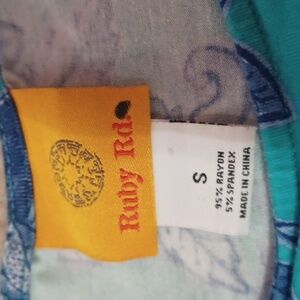 Ruby Rd.
S
95% RAYON
5% SPANDEX
MADE IN CHINA